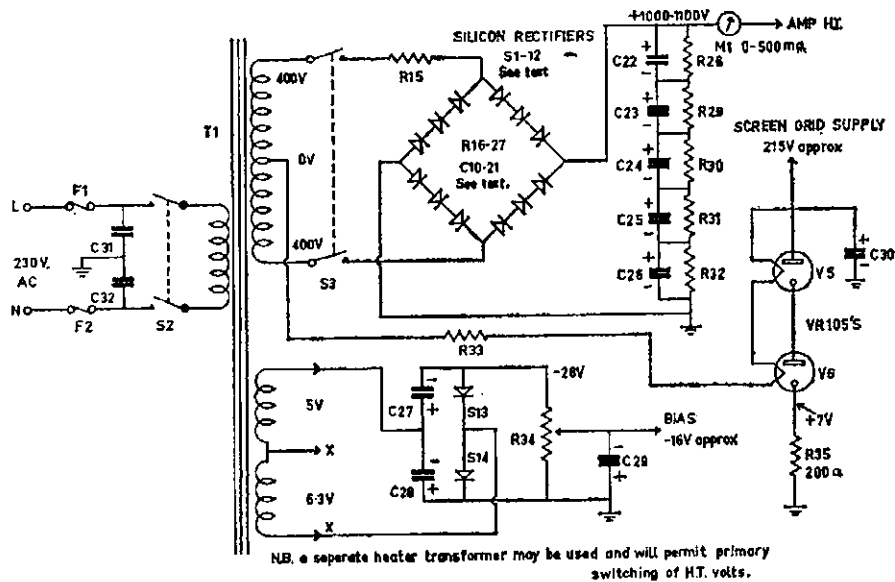 +1000-1100V
AMP H.T.
M1 0-500mA
SILICON RECTIFIERS
S1-12
See text
400V
R15
C22
R28
T1
C23
R29
SCREEN GRID SUPPLY
215V approx
0V
R16-27
C10-21
See text.
C24
R30
F1
L
C31
C25
R31
C30
230V.
AC
400V
C26
R32
V5
C32
S3
N
F2
S2
VR105'S
R33
V6
-28V
5V
C27
S13
+7V
BIAS
-16V approx
R34
X
S14
C29
R35
200Ω
C28
6·3V
X
N.B. a seperate heater transformer may be used and will permit primary
switching of H.T. volts.